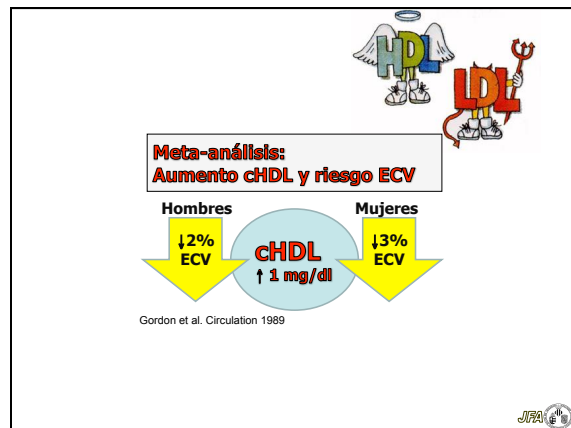 HDL
LDL
Meta-análisis:
Aumento cHDL y riesgo ECV
Hombres
Mujeres
↓2%
ECV
cHDL
↑ 1 mg/dl
↓3%
ECV
Gordon et al. Circulation 1989
JFA